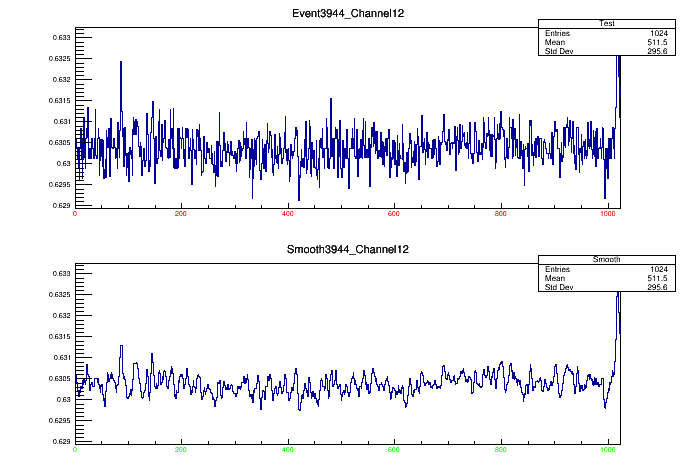 Event3944_Channel12
Test
Entries 1024
Mean 511.5
Std Dev 295.6
0.633
0.6325
0.632
0.6315
0.631
0.6305
0.63
0.6295
0.629
0 200 400 600 800 1000
Smooth3944_Channel12
Smooth
Entries 1024
Mean 511.5
Std Dev 295.6
0.633
0.6325
0.632
0.6315
0.631
0.6305
0.63
0.6295
0.629
0 200 400 600 800 1000